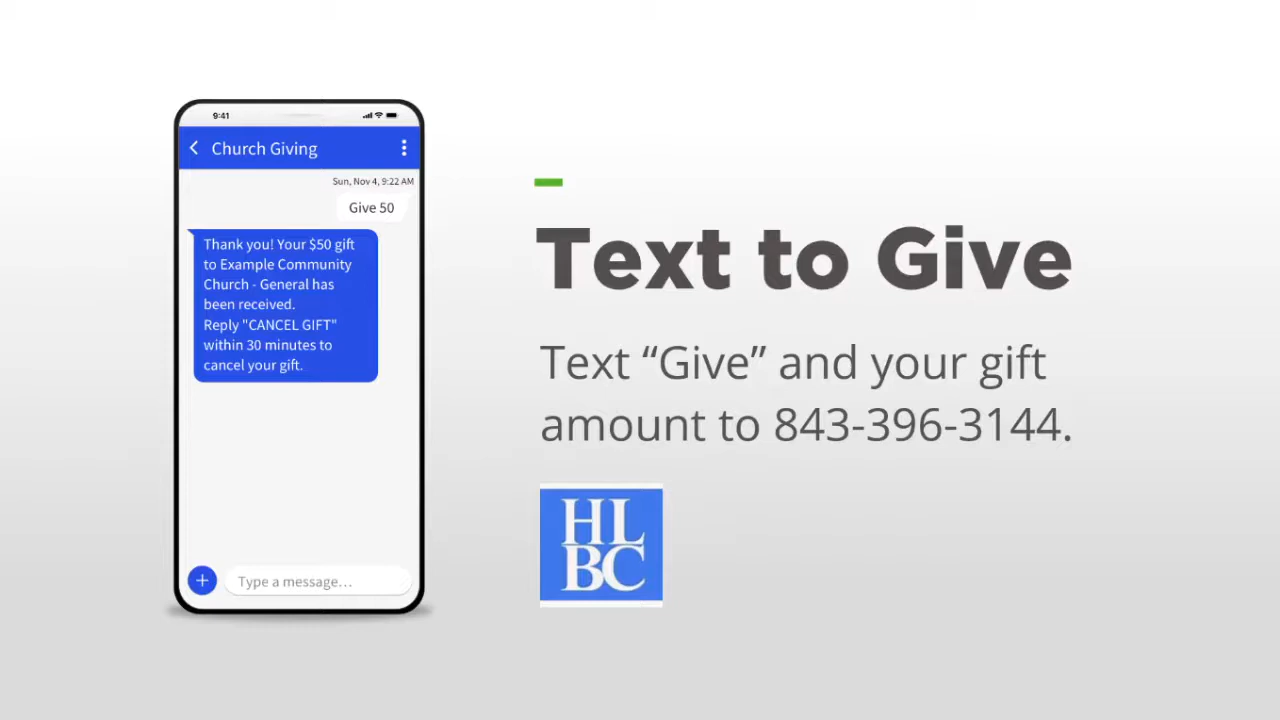 9:41
Church Giving
Sun, Nov 4, 9:22 AM
Give 50
Thank you! Your $50 gift
to Example Community
Church - General has
been received.
Reply "CANCEL GIFT"
within 30 minutes to
cancel your gift.
Type a message...
Text to Give
Text “Give” and your gift
amount to 843-396-3144.
HL
BC